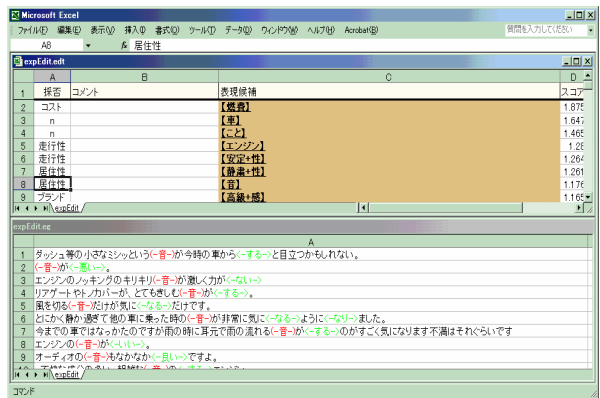 Microsoft Excel
ファイル(F) 編集(E) 表示(V) 挿入(I) 書式(O) ツール(T) データ(D) ウィンドウ(W) ヘルプ(H) Acrobat(B) 質問を入力してください
A8 fx 居住性
expEdit.edt
A B C D
1 採否 コメント 表現候補 スコア
2 コスト 【燃費】 1.875
3 n 【車】 1.647
4 n 【こと】 1.465
5 走行性 【エンジン】 1.28
6 走行性 【安定+性】 1.264
7 居住性 【静粛+性】 1.261
8 居住性 【音】 1.176
9 ブランド 【高級+感】 1.165
expEdit
expEdit.eg
A
1 ダッシュ等の小さなミシッという(-音-)が今時の車から<-する->と目立つかもしれない。
2 (-音-)が<-悪い->。
3 エンジンのノッキングのキリキリ(-音-)が激しく力が<-ない->
4 リアゲートやトノカバーが、とてもきしむ(-音-)が<-する->。
5 風を切る(-音-)だけが気に<-なる->だけです。
6 とにかく静か過ぎて他の車に乗った時の(-音-)が非常に気に<-なる->ように<-なり->ました。
7 今までの車ではなかったのですが雨の時に耳元で雨の流れる(-音-)が<-する->のがすごく気になります不満はそれぐらいです
8 エンジンの(-音-)が<-いい->。
9 オーディオの(-音-)もなかなか<-良い->ですよ。
expEdit
コマンド